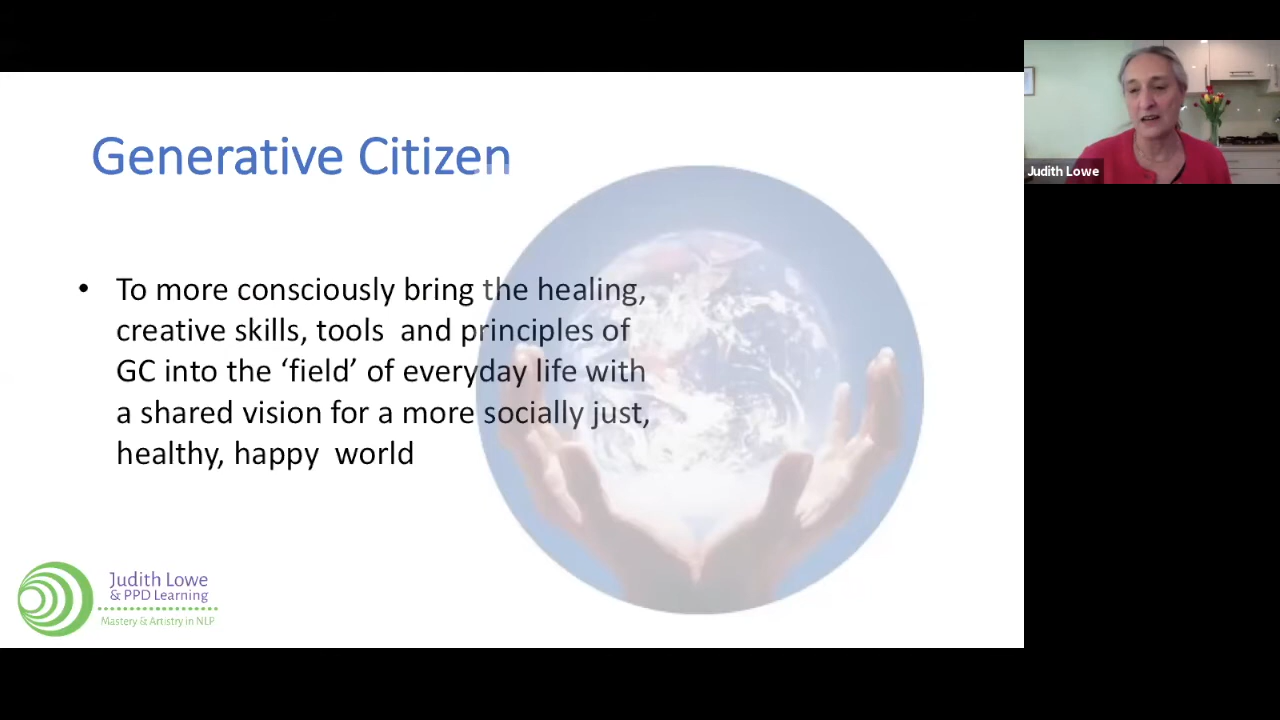 Generative Citizen
• To more consciously bring the healing,
creative skills, tools  and principles of
GC into the ‘field’ of everyday life with
a shared vision for a more socially just,
healthy, happy  world
Judith Lowe
& PPD Learning
Mastery & Artistry in NLP
Judith Lowe